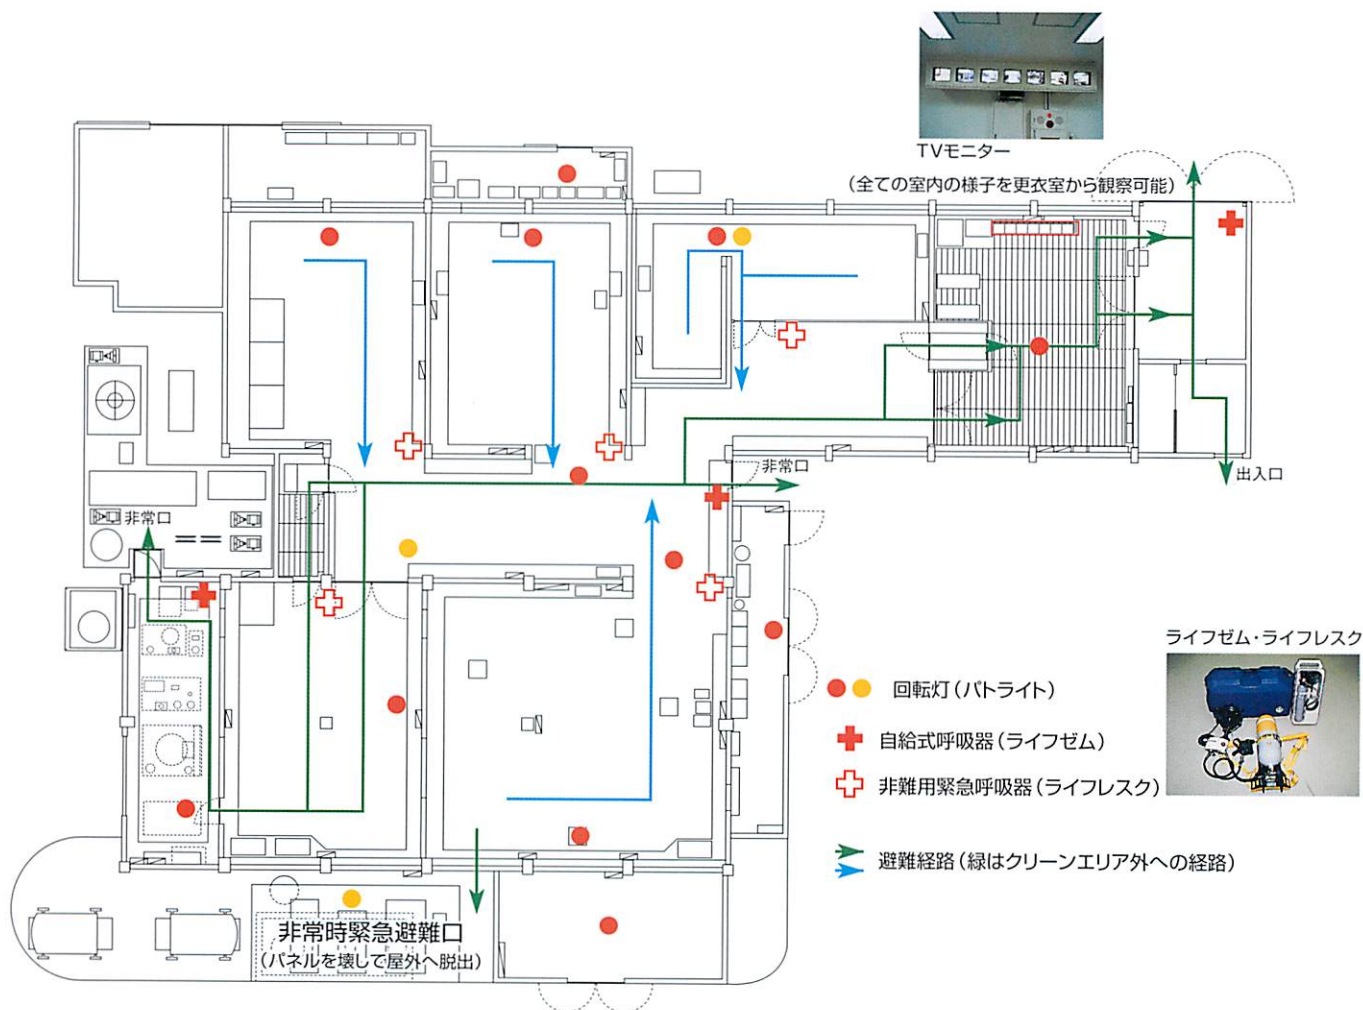 TVモニター
(全ての室内の様子を更衣室から観察可能)
非常口
出入口
非常口
ライフゼム・ライフレスク
回転灯(パトライト)
自給式呼吸器(ライフゼム)
非難用緊急呼吸器(ライフレスク)
避難経路(緑はクリーンエリア外への経路)
非常時緊急避難口
(パネルを壊して屋外へ脱出)